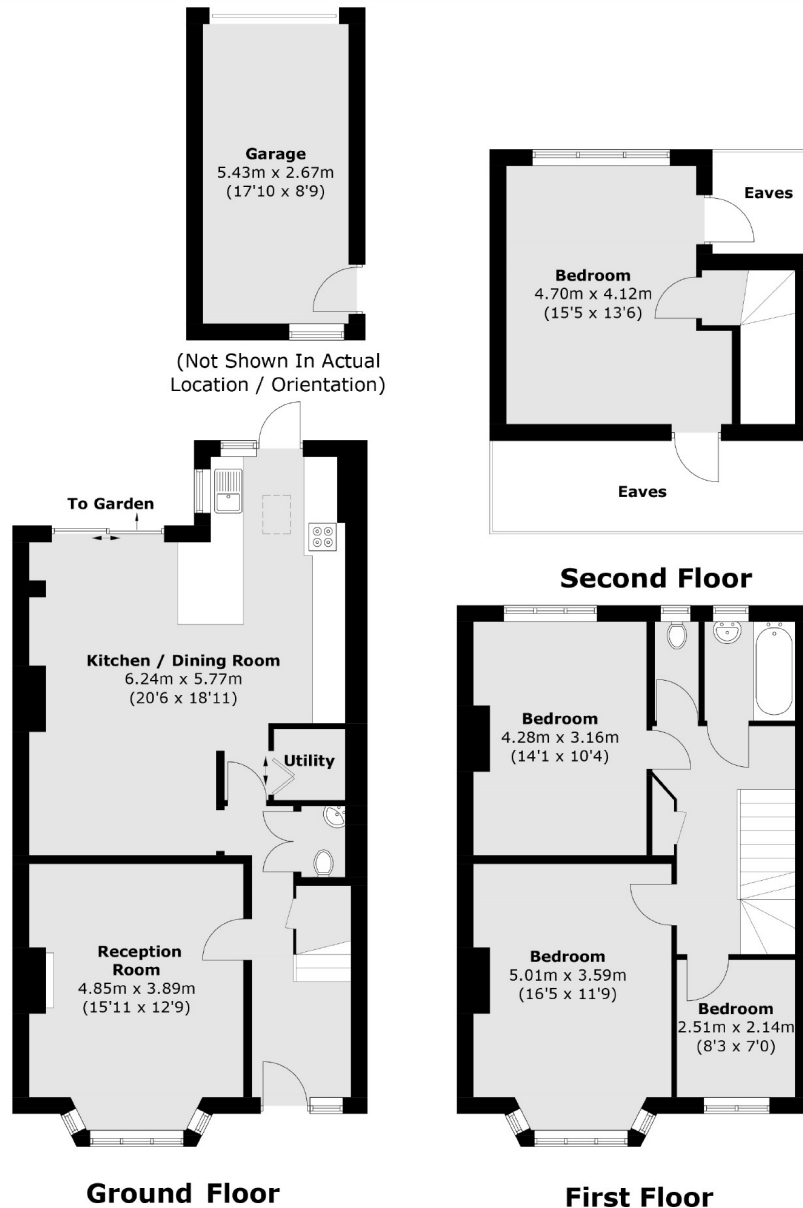 Garage
5.43m x 2.67m
(17'10 x 8'9)
(Not Shown In Actual
Location / Orientation)
Eaves
Bedroom
4.70m x 4.12m
(15'5 x 13'6)
Eaves
Second Floor
To Garden
Kitchen / Dining Room
6.24m x 5.77m
(20'6 x 18'11)
Utility
Reception
Room
4.85m x 3.89m
(15'11 x 12'9)
Ground Floor
Bedroom
4.28m x 3.16m
(14'1 x 10'4)
Bedroom
5.01m x 3.59m
(16'5 x 11'9)
Bedroom
2.51m x 2.14m
(8'3 x 7'0)
First Floor